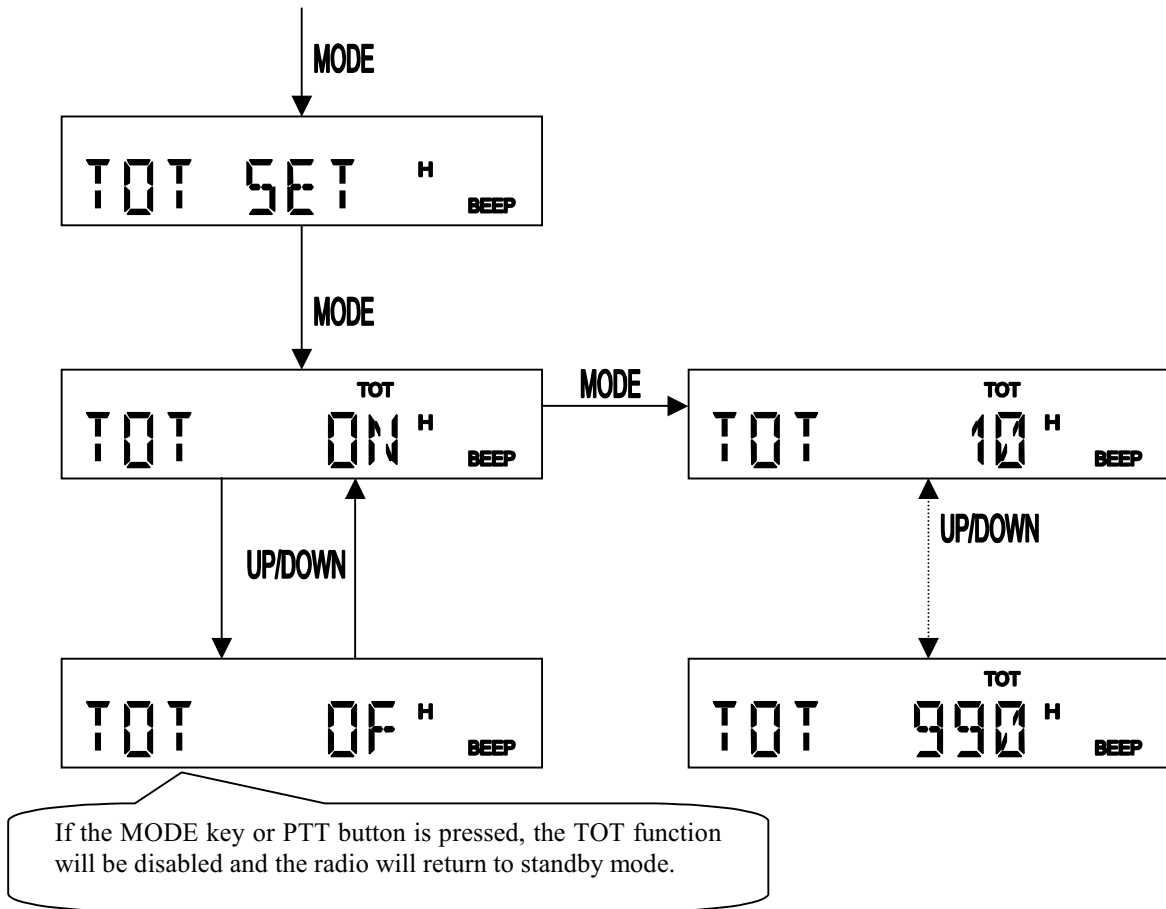 MODE
TOT SET H
BEEP
MODE
TOT
TOT ON H
BEEP
MODE
TOT
TOT 10 H
BEEP
UP/DOWN
UP/DOWN
TOT OF H
BEEP
TOT
TOT 990 H
BEEP
If the MODE key or PTT button is pressed, the TOT function
will be disabled and the radio will return to standby mode.